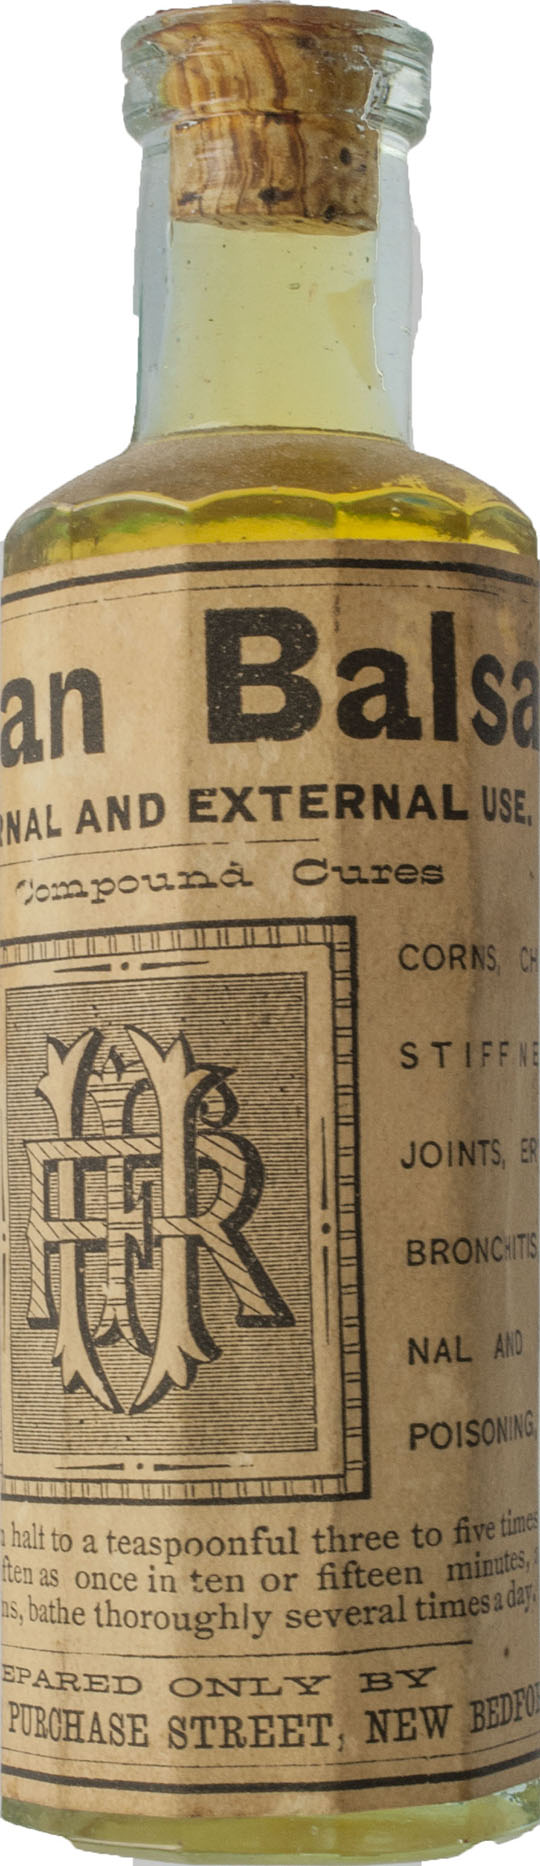 an Balsa
RNAL AND EXTERNAL USE.
Compound Cures
CORNS, CH
STIFFNE
JOINTS, ER
BRONCHITIS
NAL AND
POISONING,
half to a teaspoonful three to five times
ften as once in ten or fifteen minutes,
ns, bathe thoroughly several times a day.
EPARED ONLY BY
PURCHASE STREET, NEW BEDFO